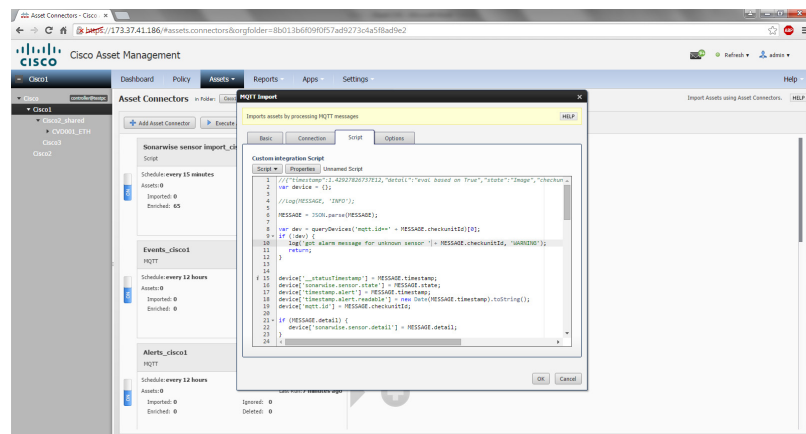 Asset Connectors - Cisco
https://173.37.41.186/#assets.connectors&orgfolder=8b013b6f09f05f57ad9273c4a5f8ad9e2
CISCO
Cisco Asset Management
Refresh
admin
Cisco1
Dashboard Policy Assets Reports Apps Settings
Help
Cisco
Cisco1
Cisco2_shared
CVD001_ETH
Cisco3
Cisco2
Asset Connectors in Folder:
Import Assets using Asset Connectors. HELP
Add Asset Connector Execute
Sonarwise sensor import_ci
Script
Schedule:every 15 minutes
Assets:0
Imported: 0
Enriched: 65
Events_cisco1
MQTT
Schedule:every 12 hours
Assets:0
Imported: 0
Enriched: 0
Alerts_cisco1
MQTT
Schedule:every 12 hours
Assets:0
Imported: 0
Enriched: 0
Ignored: 0
Deleted: 0
MQTT Import
Imports assets by processing MQTT messages
HELP
Basic Connection Script Options
Custom integration Script
Script Properties Unnamed Script
1 //{"timestamp":1.42927826737E12,"detail":"eval based on True","state":"Image","checkun
2 var device = {};
3
4 //log(MESSAGE, 'INFO');
5
6 MESSAGE = JSON.parse(MESSAGE);
7
8 var dev = queryDevices('mqtt.id==' + MESSAGE.checkunitId)[0];
9 if (!dev) {
10 log('got alarm message for unknown sensor '+ MESSAGE.checkunitId, 'WARNING');
11 return;
12 }
13
14
15 device['__statusTimestamp'] = MESSAGE.timestamp;
16 device['sonarwise.sensor.state'] = MESSAGE.state;
17 device['timestamp.alert'] = MESSAGE.timestamp;
18 device['timestamp.alert.readable'] = new Date(MESSAGE.timestamp).toString();
19 device['mqtt.id'] = MESSAGE.checkunitId;
20
21 if (MESSAGE.detail) {
22 device['sonarwise.sensor.detail'] = MESSAGE.detail;
23 }
24
OK Cancel